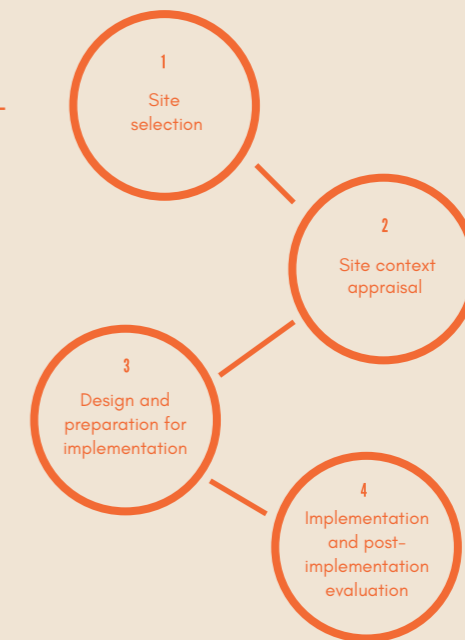 1
Site
selection
2
Site context
appraisal
3
Design and
preparation for
implementation
4
Implementation
and post-
implementation
evaluation